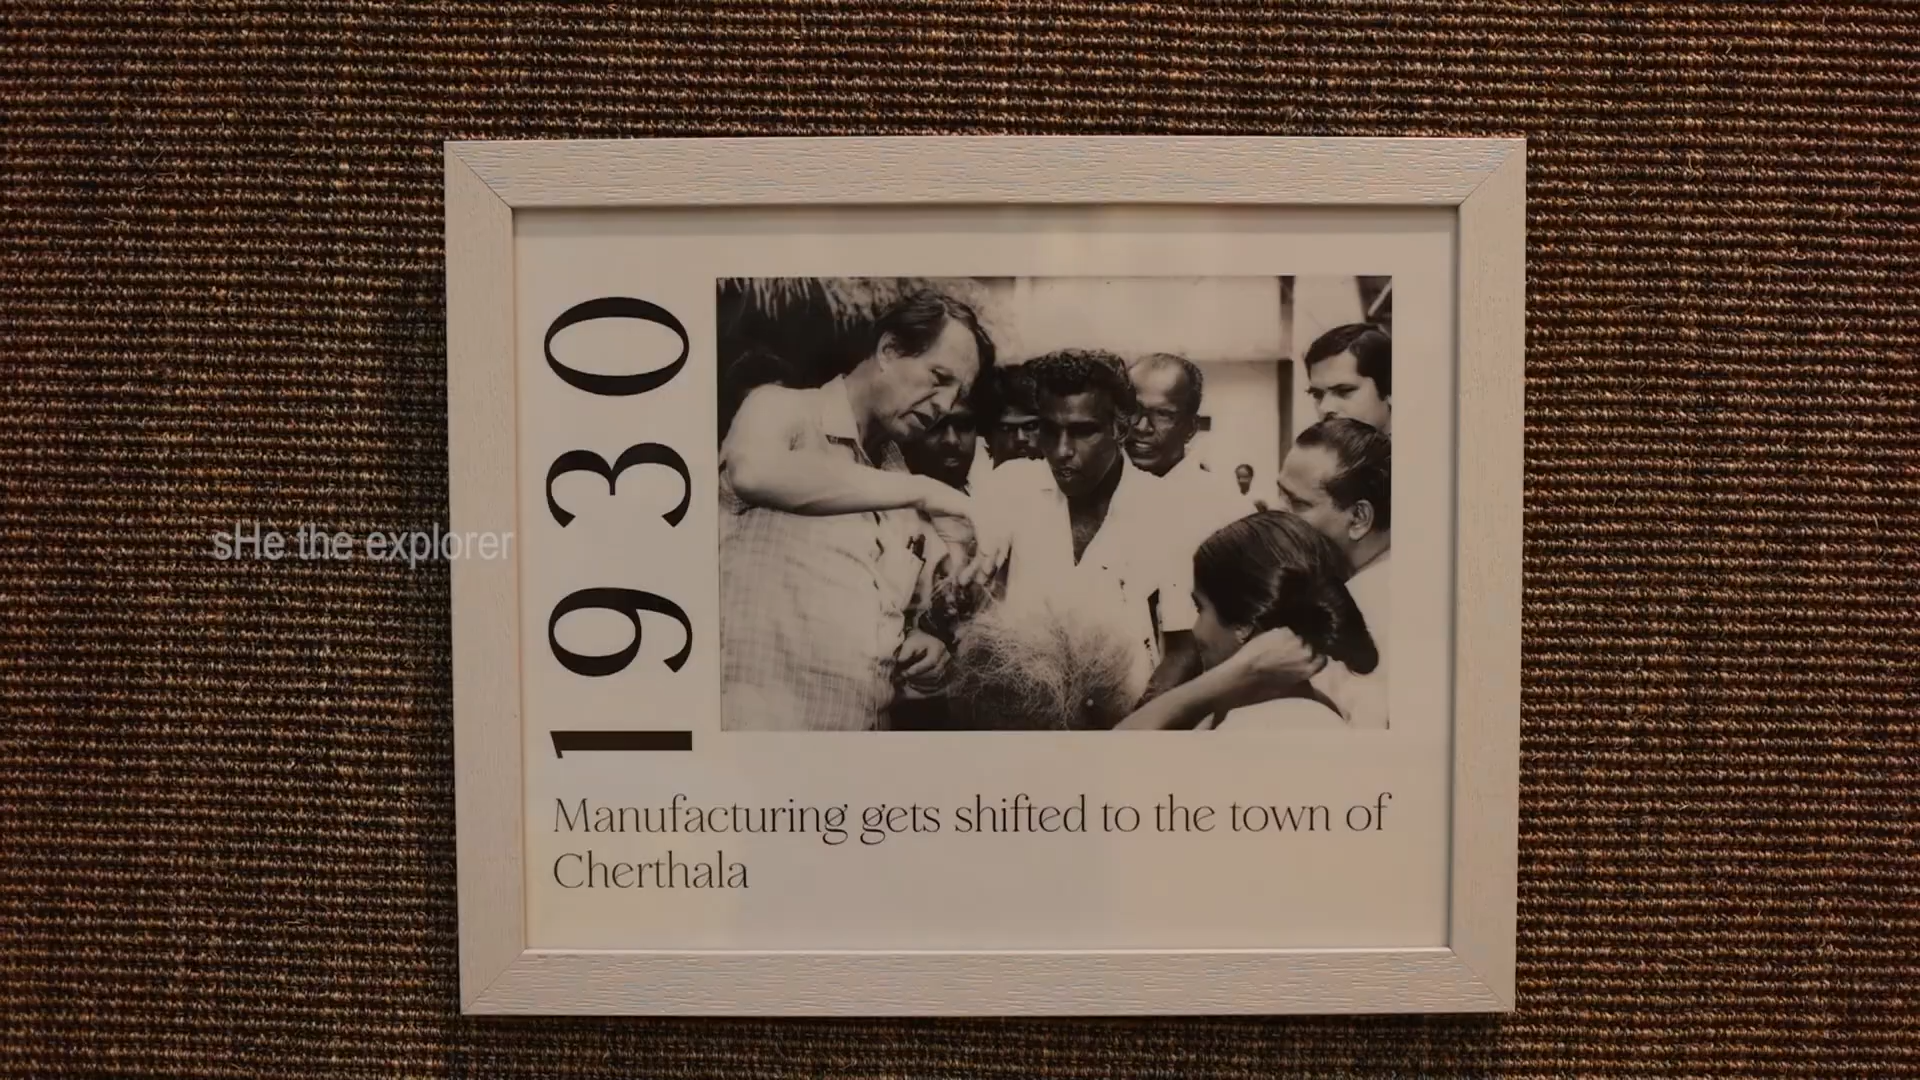 1930
sHe the explorer
Manufacturing gets shifted to the town of
Cherthala